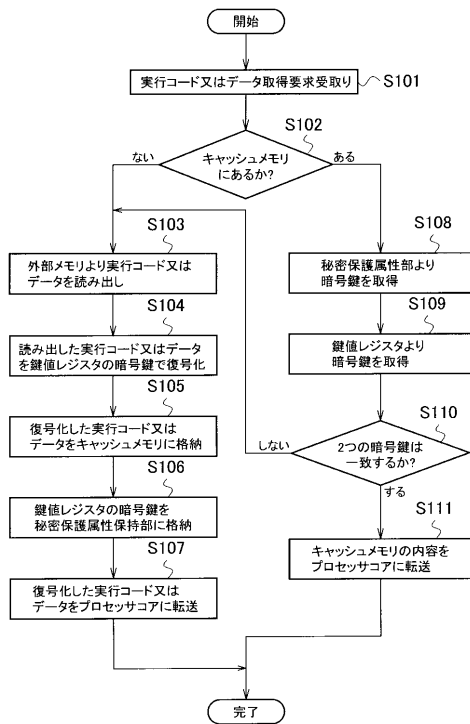 開始
実行コード又はデータ取得要求受取り
S101
S102
キャッシュメモリ
にあるか?
ない
ある
S103
外部メモリより実行コード又は
データを読み出し
S104
読み出した実行コード又はデータ
を鍵値レジスタの暗号鍵で復号化
S105
復号化した実行コード又は
データをキャッシュメモリに格納
S106
鍵値レジスタの暗号鍵を
秘密保護属性保持部に格納
S107
復号化した実行コード又は
データをプロセッサコアに転送
S108
秘密保護属性部より
暗号鍵を取得
S109
鍵値レジスタより
暗号鍵を取得
S110
2つの暗号鍵は
一致するか?
しない
する
S111
キャッシュメモリの内容を
プロセッサコアに転送
完了